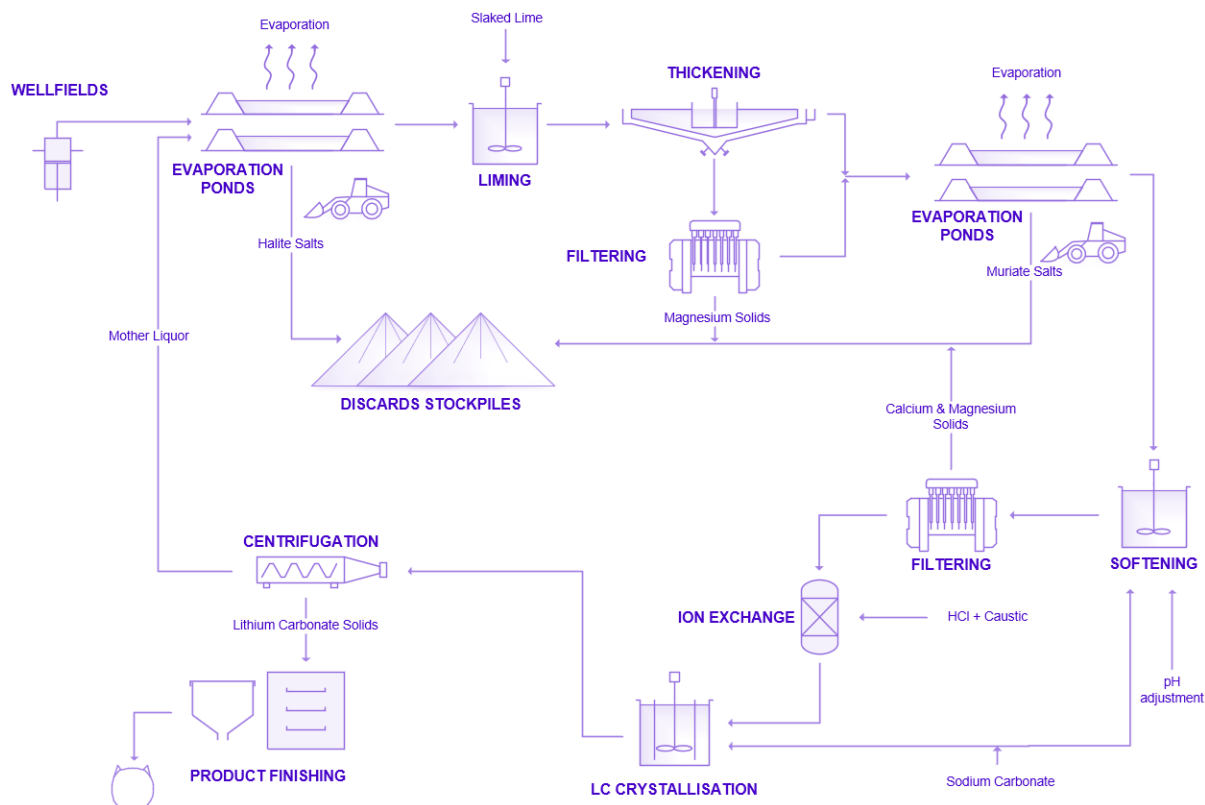 Slaked Lime
Evaporation
WELLFIELDS
THICKENING
Evaporation
EVAPORATION
PONDS
LIMING
EVAPORATION
PONDS
Halite Salts
FILTERING
Muriate Salts
Magnesium Solids
Mother Liquor
DISCARDS STOCKPILES
Calcium & Magnesium
Solids
CENTRIFUGATION
FILTERING
SOFTENING
Lithium Carbonate Solids
ION EXCHANGE
HCl + Caustic
pH
adjustment
PRODUCT FINISHING
LC CRYSTALLISATION
Sodium Carbonate